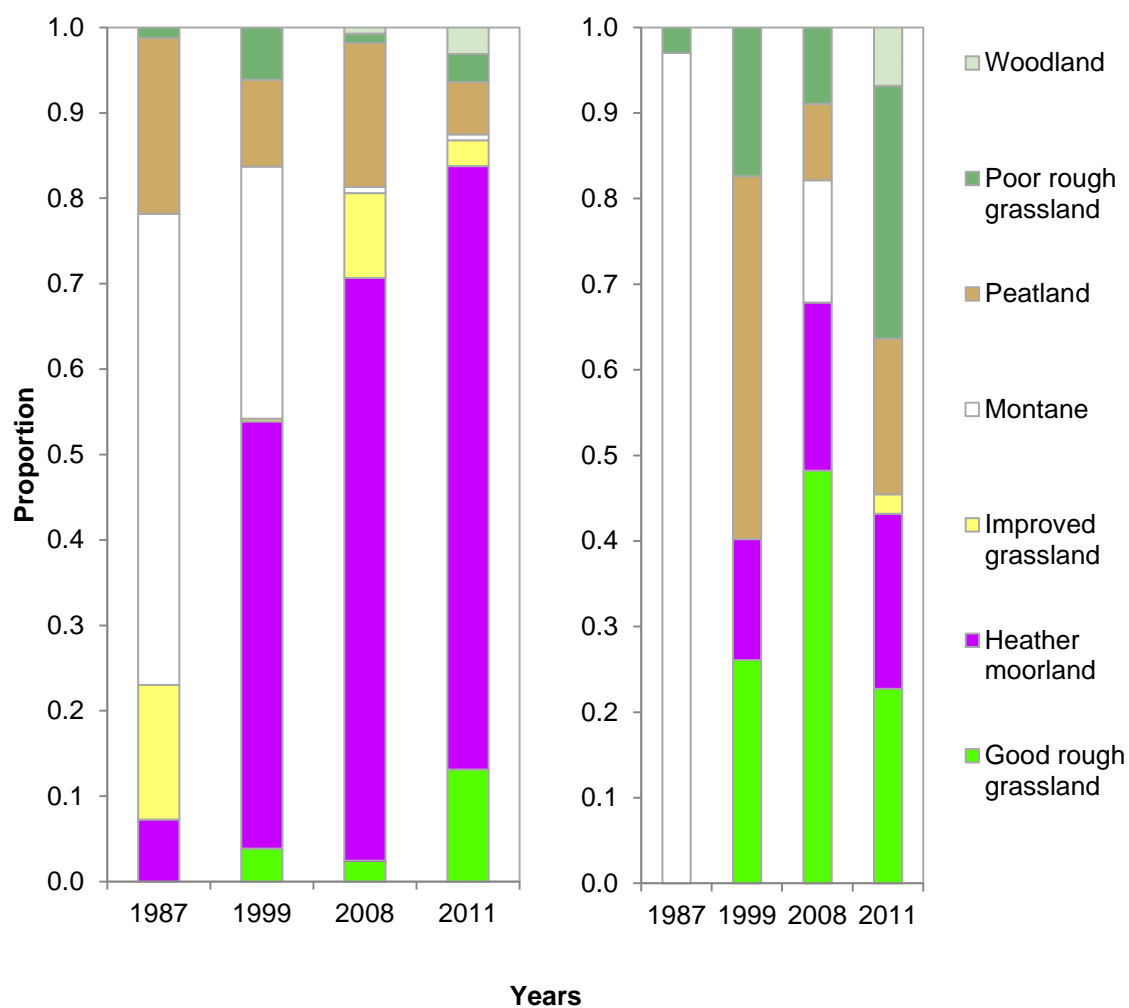 1.0
0.9
0.8
0.7
0.6
0.5
0.4
0.3
0.2
0.1
0.0
Proportion
1987 1999 2008 2011
1.0
0.9
0.8
0.7
0.6
0.5
0.4
0.3
0.2
0.1
0.0
1987 1999 2008 2011
Years
Woodland
Poor rough
grassland
Peatland
Montane
Improved
grassland
Heather
moorland
Good rough
grassland